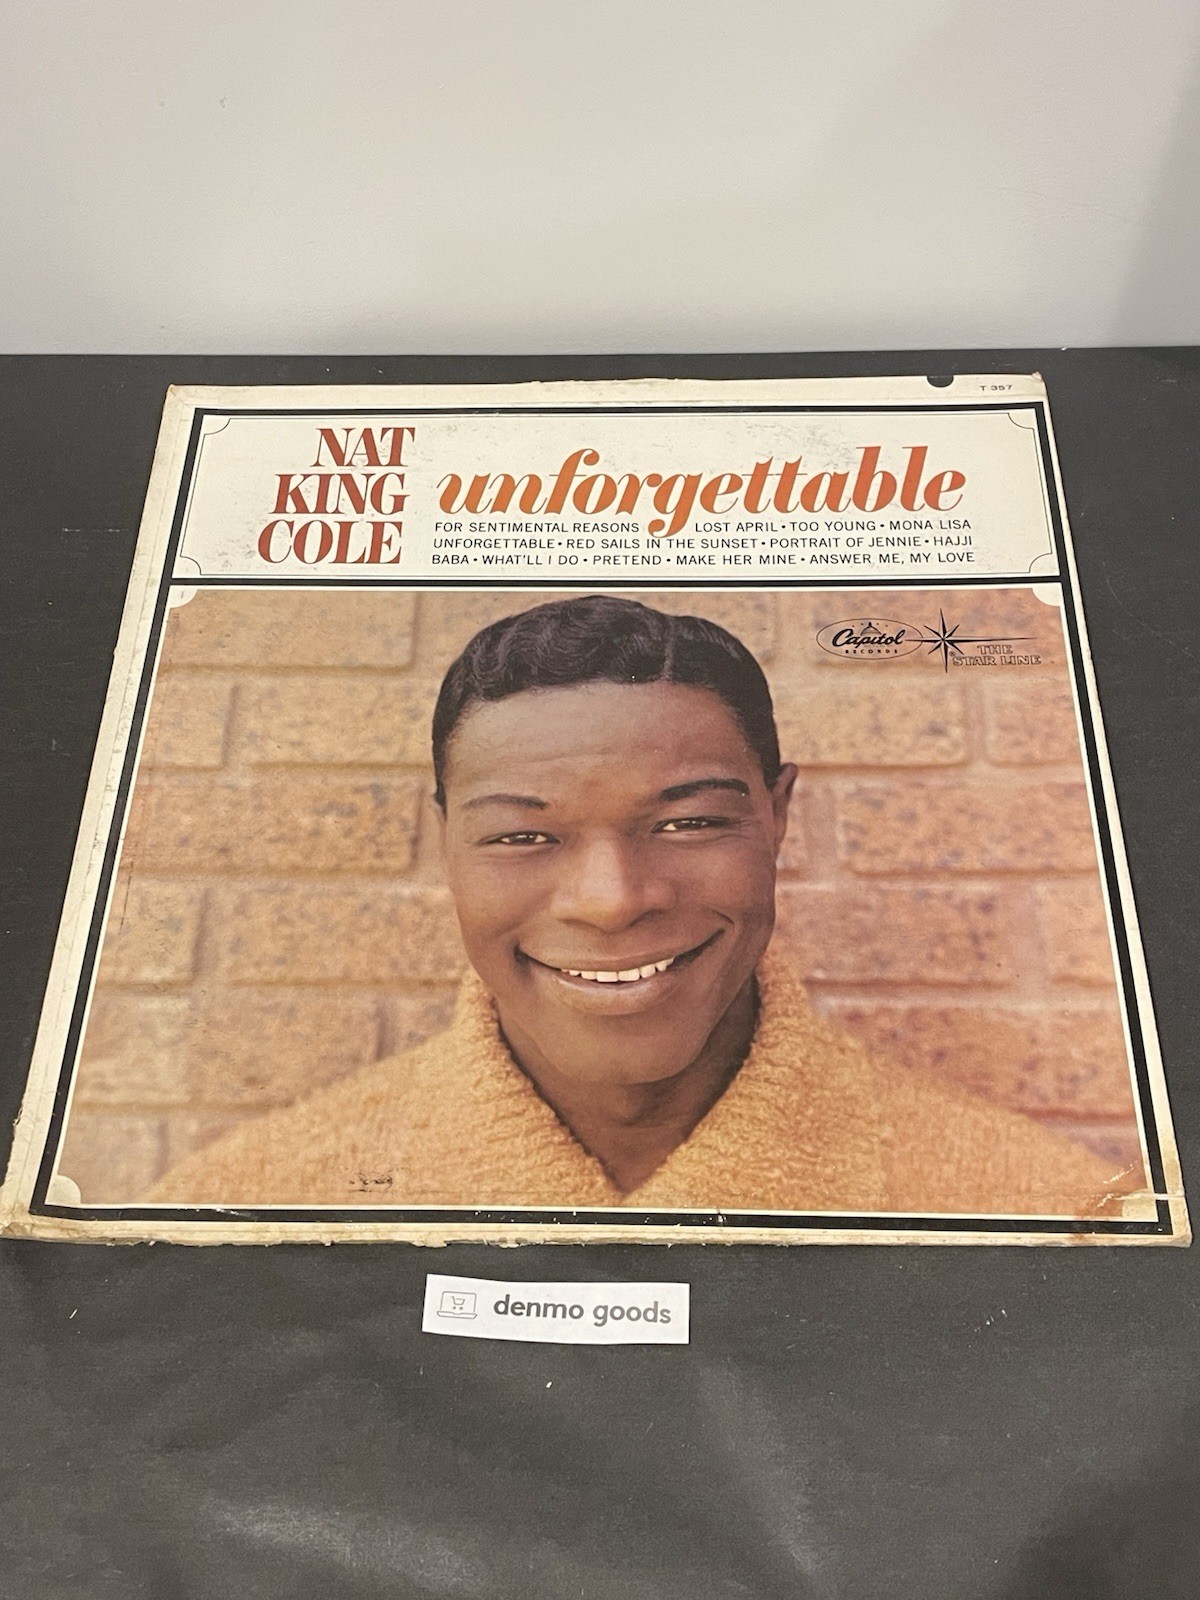 T 357
NAT
KING
COLE
unforgettable
FOR SENTIMENTAL REASONS LOST APRIL • TOO YOUNG • MONA LISA
UNFORGETTABLE • RED SAILS IN THE SUNSET • PORTRAIT OF JENNIE • HAJJI
BABA • WHAT'LL I DO • PRETEND • MAKE HER MINE • ANSWER ME, MY LOVE
Capitol
RECORDS
THE
STAR LINE
denmo goods